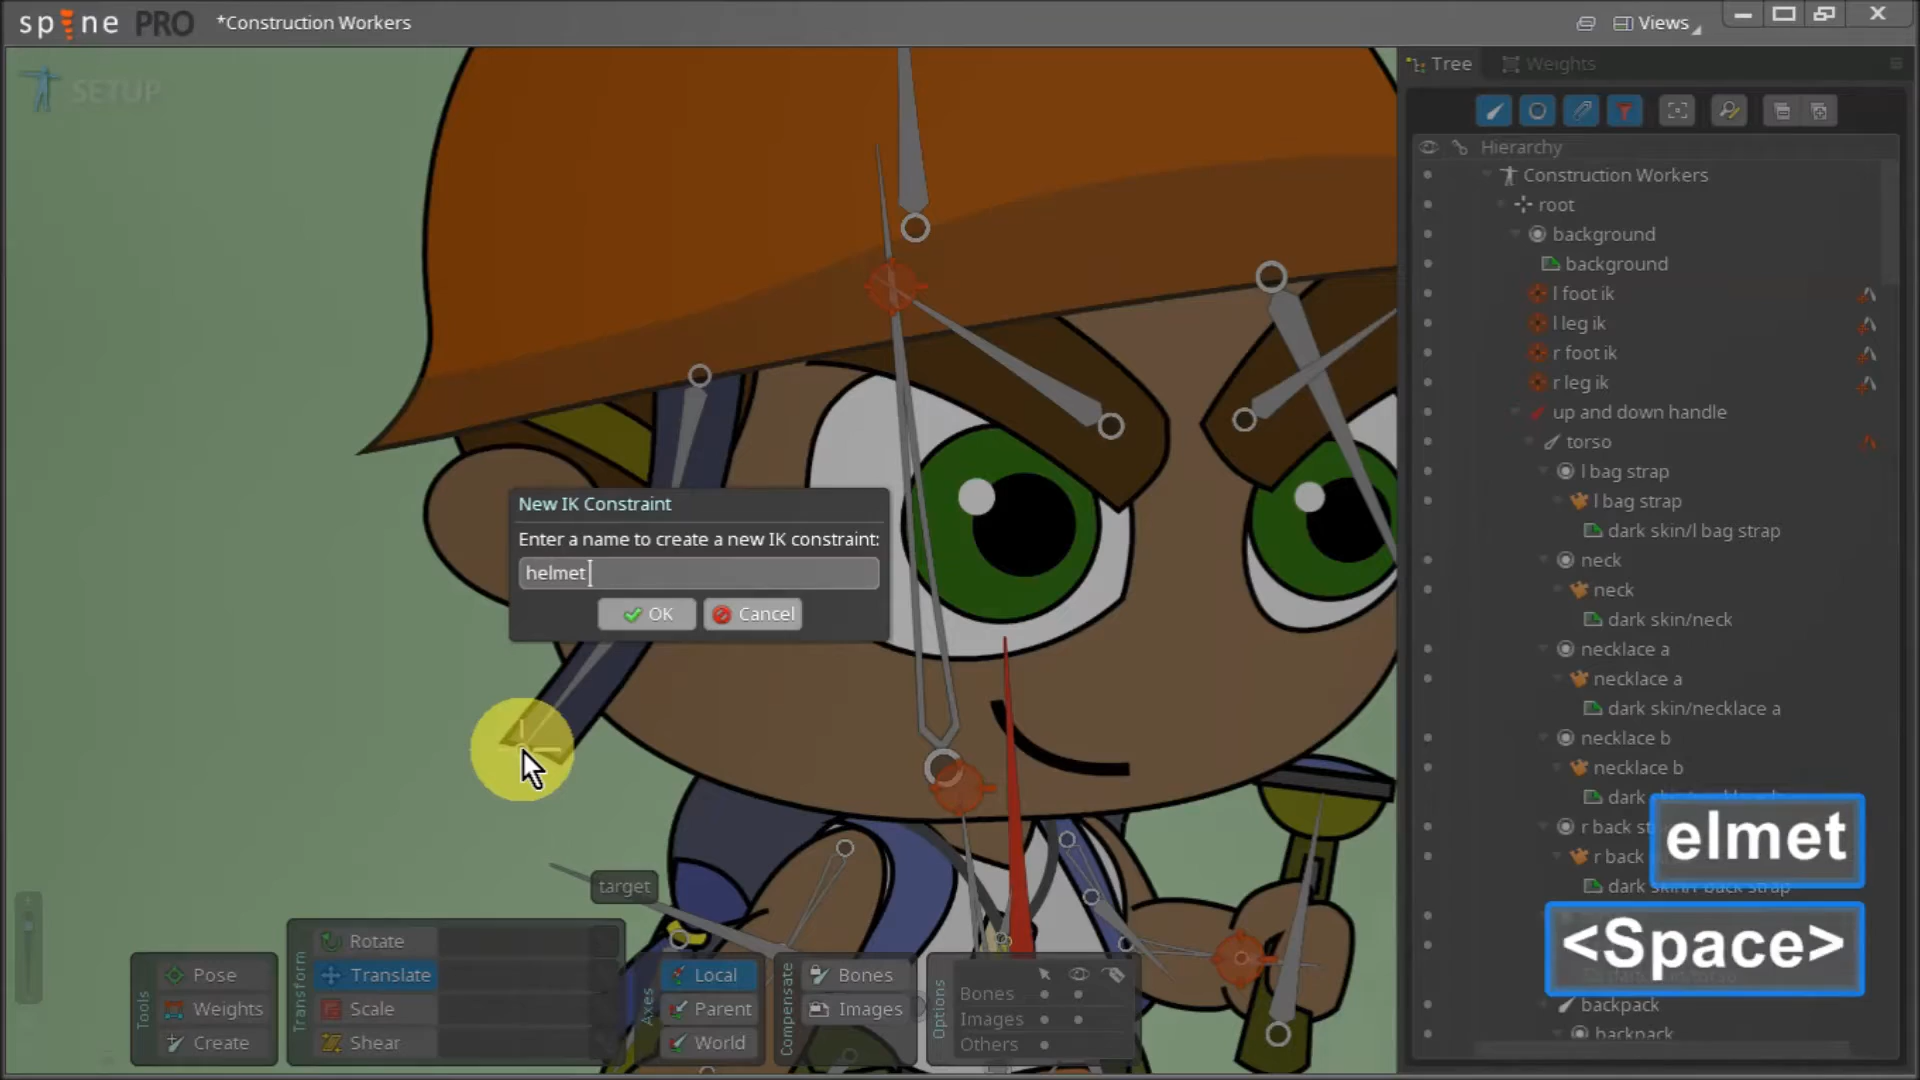 spine PRO
*Construction Workers
Views
SETUP
Tree
Weights
Hierarchy
Construction Workers
root
background
background
l foot ik
l leg ik
r foot ik
r leg ik
up and down handle
torso
l bag strap
l bag strap
dark skin/l bag strap
neck
neck
dark skin/neck
necklace a
necklace a
dark skin/necklace a
necklace b
necklace b
dark
r back
r back
backpack
backpack
New IK Constraint
Enter a name to create a new IK constraint:
helmet
OK
Cancel
elmet
<Space>
target
Tools
Pose
Weights
Create
Transform
Rotate
Translate
Scale
Shear
Axes
Local
Parent
World
Compensate
Bones
Images
Options
Bones
Images
Others